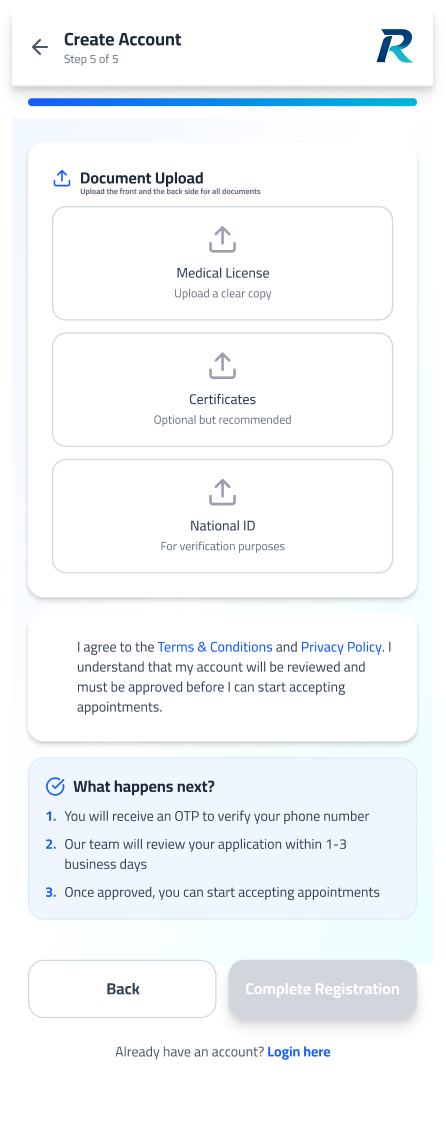 Create Account
Step 5 of 5
Document Upload
Upload the front and the back side for all documents
Medical License
Upload a clear copy
Certificates
Optional but recommended
National ID
For verification purposes
I agree to the Terms & Conditions and Privacy Policy. I
understand that my account will be reviewed and
must be approved before I can start accepting
appointments.
What happens next?
1. You will receive an OTP to verify your phone number
2. Our team will review your application within 1-3
business days
3. Once approved, you can start accepting appointments
Back
Complete Registration
Already have an account? Login here